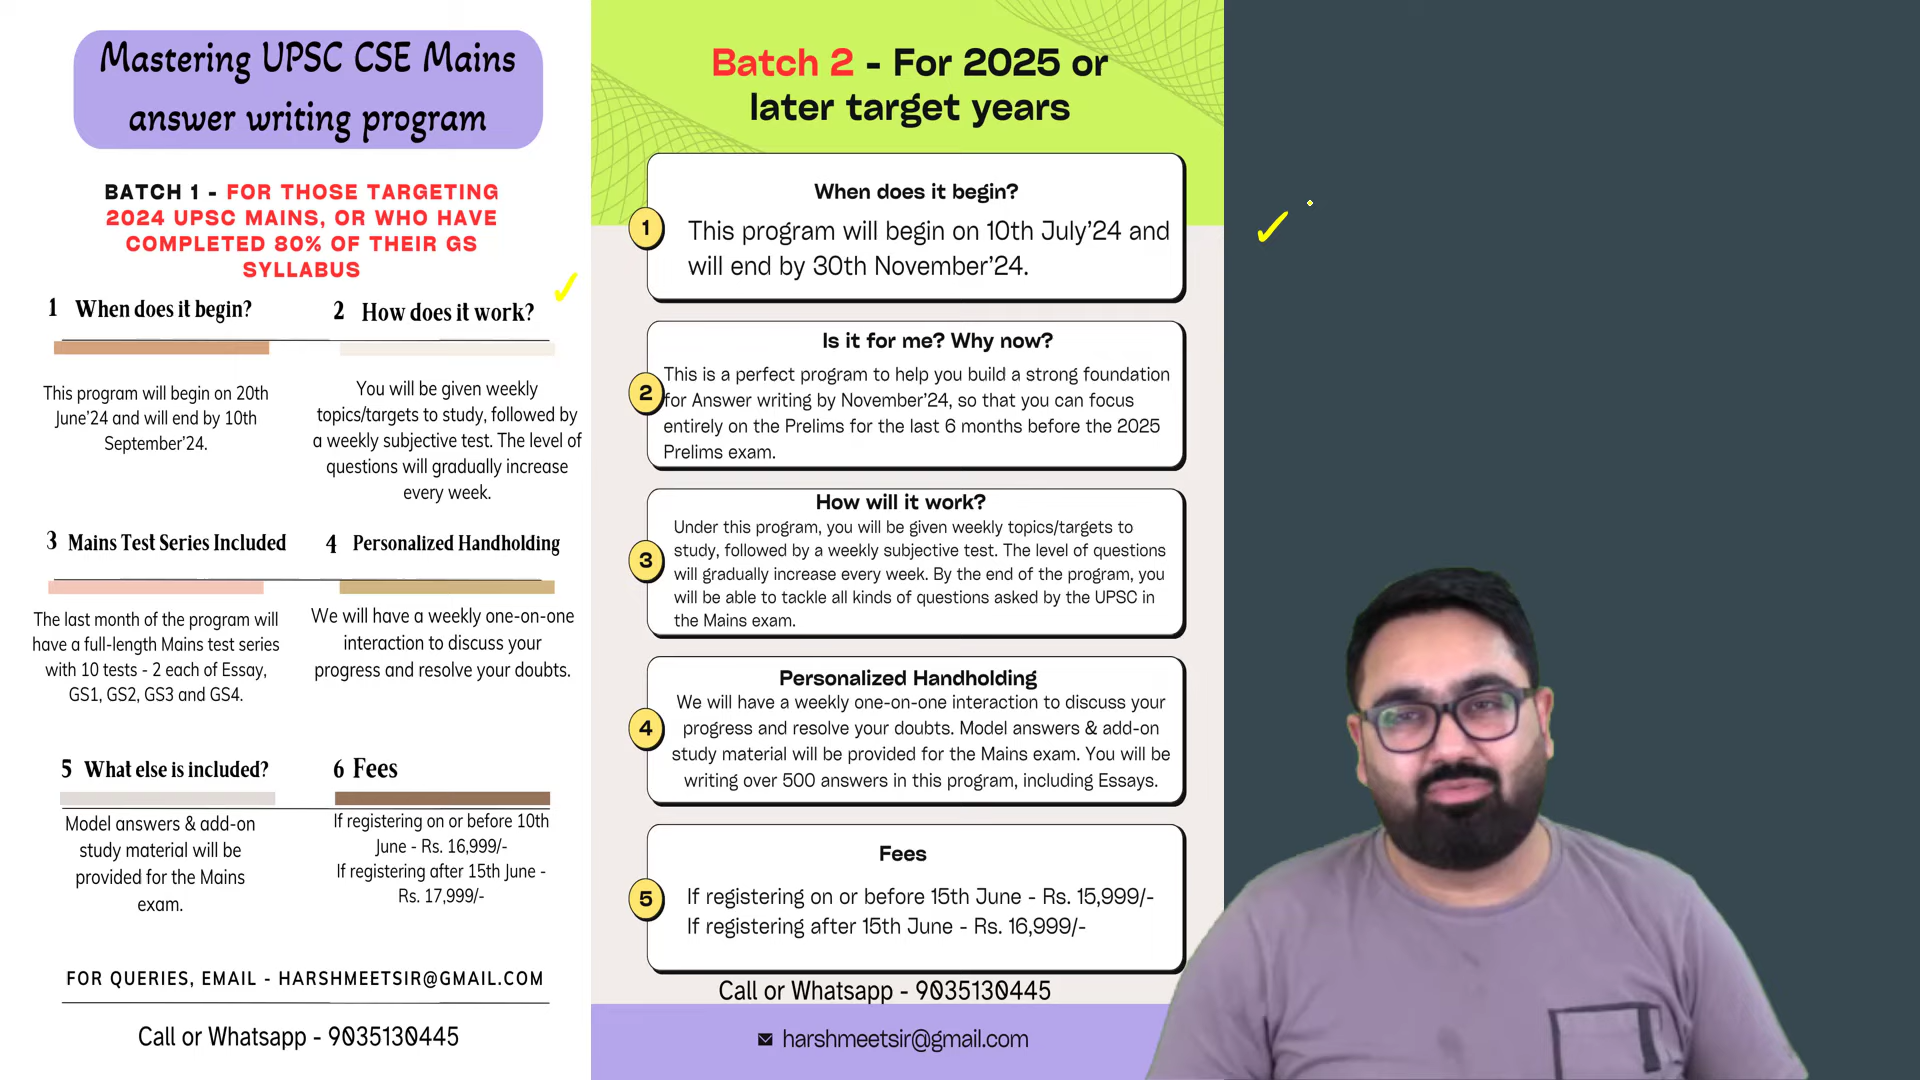 Mastering UPSC CSE Mains
answer writing program
BATCH 1 - FOR THOSE TARGETING
2024 UPSC MAINS, OR WHO HAVE
COMPLETED 80% OF THEIR GS
SYLLABUS
1 When does it begin?
This program will begin on 20th
June'24 and will end by 10th
September'24.
2 How does it work?
You will be given weekly
topics/targets to study, followed by
a weekly subjective test. The level of
questions will gradually increase
every week.
3 Mains Test Series Included
The last month of the program will
have a full-length Mains test series
with 10 tests - 2 each of Essay,
GS1, GS2, GS3 and GS4.
4 Personalized Handholding
We will have a weekly one-on-one
interaction to discuss your
progress and resolve your doubts.
5 What else is included?
Model answers & add-on
study material will be
provided for the Mains
exam.
6 Fees
If registering on or before 10th
June - Rs. 16,999/-
If registering after 15th June -
Rs. 17,999/-
FOR QUERIES, EMAIL - HARSHMEETSIR@GMAIL.COM
Call or Whatsapp - 9035130445
Batch 2 - For 2025 or
later target years
1
When does it begin?
This program will begin on 10th July'24 and
will end by 30th November'24.
2
Is it for me? Why now?
This is a perfect program to help you build a strong foundation
for Answer writing by November'24, so that you can focus
entirely on the Prelims for the last 6 months before the 2025
Prelims exam.
3
How will it work?
Under this program, you will be given weekly topics/targets to
study, followed by a weekly subjective test. The level of questions
will gradually increase every week. By the end of the program, you
will be able to tackle all kinds of questions asked by the UPSC in
the Mains exam.
4
Personalized Handholding
We will have a weekly one-on-one interaction to discuss your
progress and resolve your doubts. Model answers & add-on
study material will be provided for the Mains exam. You will be
writing over 500 answers in this program, including Essays.
5
Fees
If registering on or before 15th June - Rs. 15,999/-
If registering after 15th June - Rs. 16,999/-
Call or Whatsapp - 9035130445
harshmeetsir@gmail.com